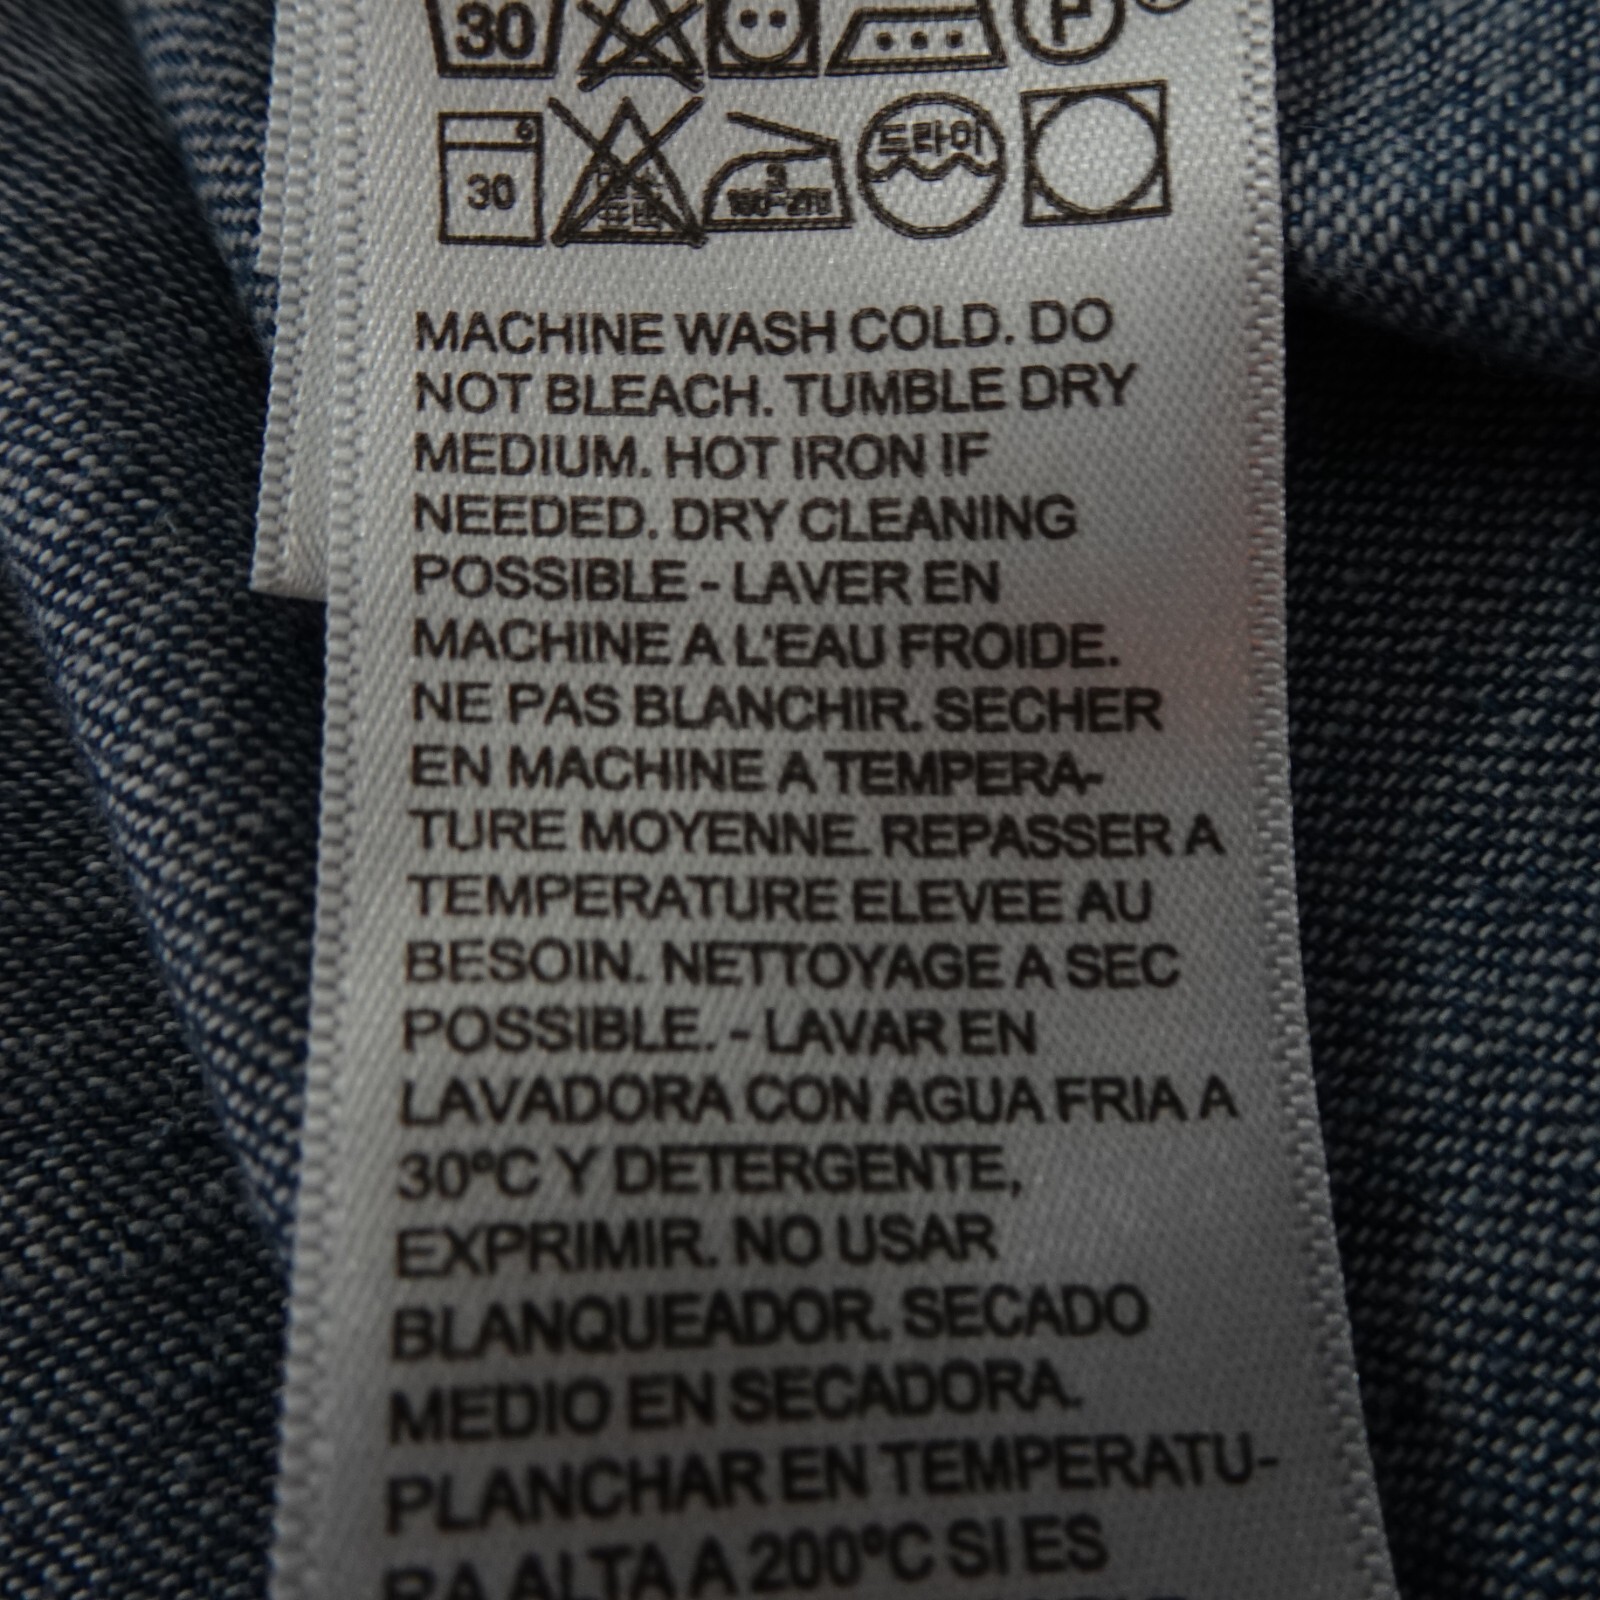 30
6
30
드라이
MACHINE WASH COLD. DO
NOT BLEACH. TUMBLE DRY
MEDIUM. HOT IRON IF
NEEDED. DRY CLEANING
POSSIBLE - LAVER EN
MACHINE A L'EAU FROIDE.
NE PAS BLANCHIR. SECHER
EN MACHINE A TEMPERA-
TURE MOYENNE. REPASSER A
TEMPERATURE ELEVEE AU
BESOIN. NETTOYAGE A SEC
POSSIBLE. - LAVAR EN
LAVADORA CON AGUA FRIA A
30ºC Y DETERGENTE,
EXPRIMIR. NO USAR
BLANQUEADOR. SECADO
MEDIO EN SECADORA.
PLANCHAR EN TEMPERATU-
RA ALTA A 200ºC SI ES